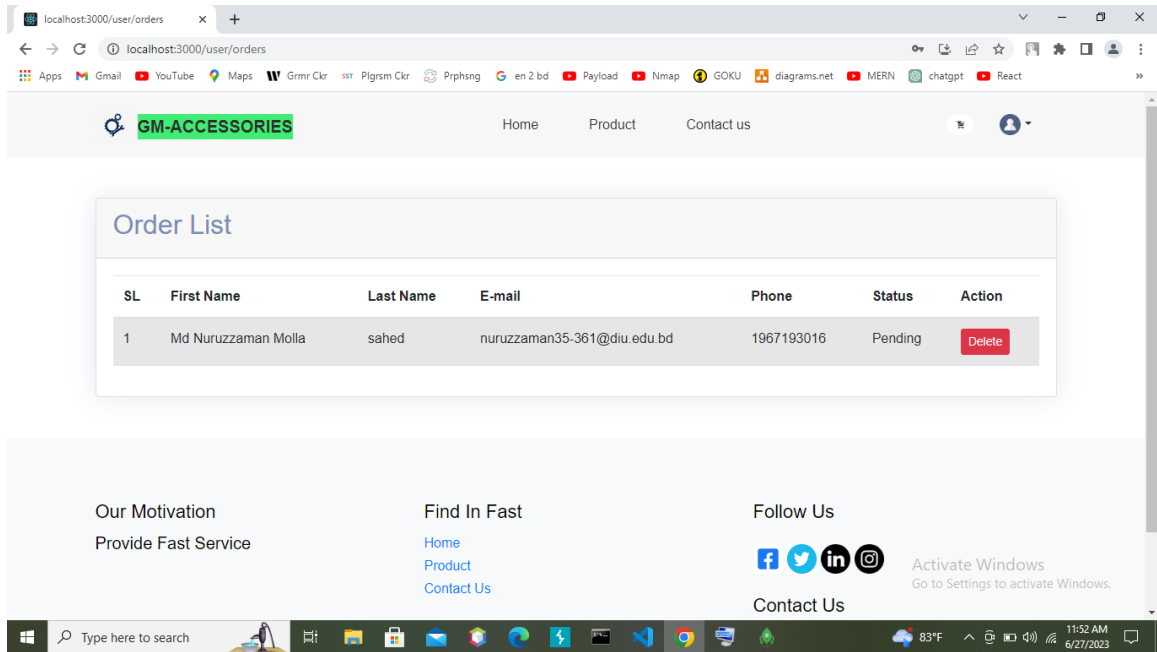 localhost:3000/user/orders
localhost:3000/user/orders
Apps Gmail YouTube Maps Grmr Ckr SST Plgrsm Ckr Prphsng en 2 bd Payload Nmap GOKU diagrams.net MERN chatgpt React »
GM-ACCESSORIES Home Product Contact us
Order List
SL First Name Last Name E-mail Phone Status Action
1 Md Nuruzzaman Molla sahed nuruzzaman35-361@diu.edu.bd 1967193016 Pending Delete
Our Motivation Find In Fast Follow Us
Provide Fast Service Home
Product
Contact Us
Activate Windows
Go to Settings to activate Windows.
Contact Us
Type here to search 83°F 11:52 AM
6/27/2023